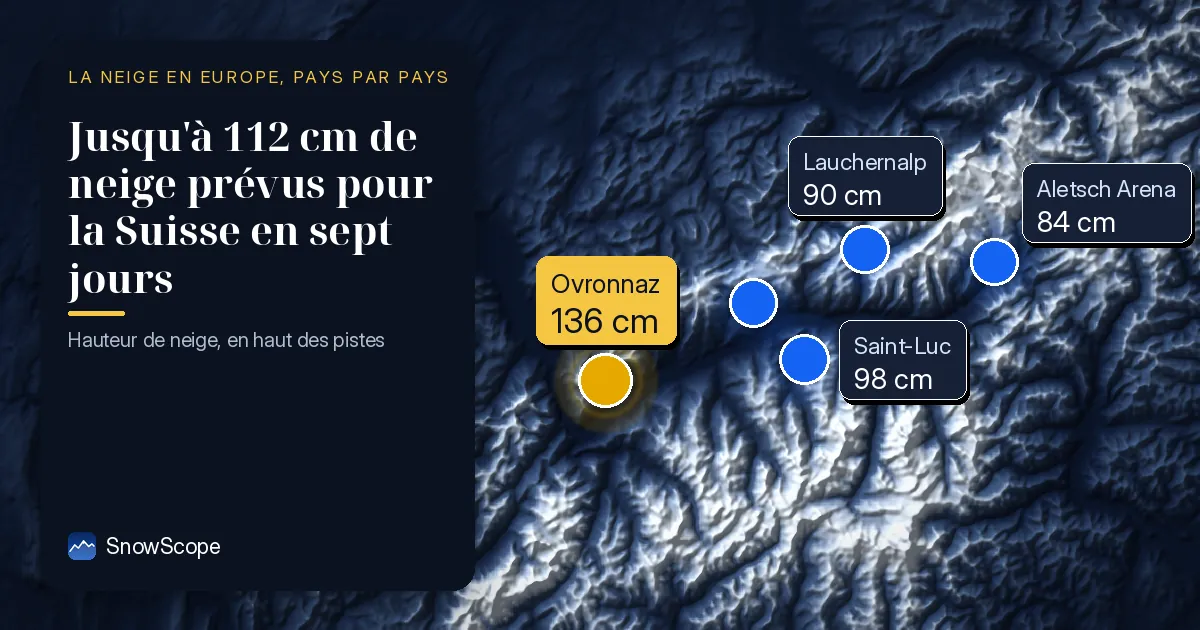 LA NEIGE EN EUROPE, PAYS PAR PAYS
Jusqu'à 112 cm de
neige prévus pour
la Suisse en sept
jours
Hauteur de neige, en haut des pistes
SnowScope
Ovronnaz
136 cm
Lauchernalp
90 cm
Aletsch Arena
84 cm
Saint-Luc
98 cm